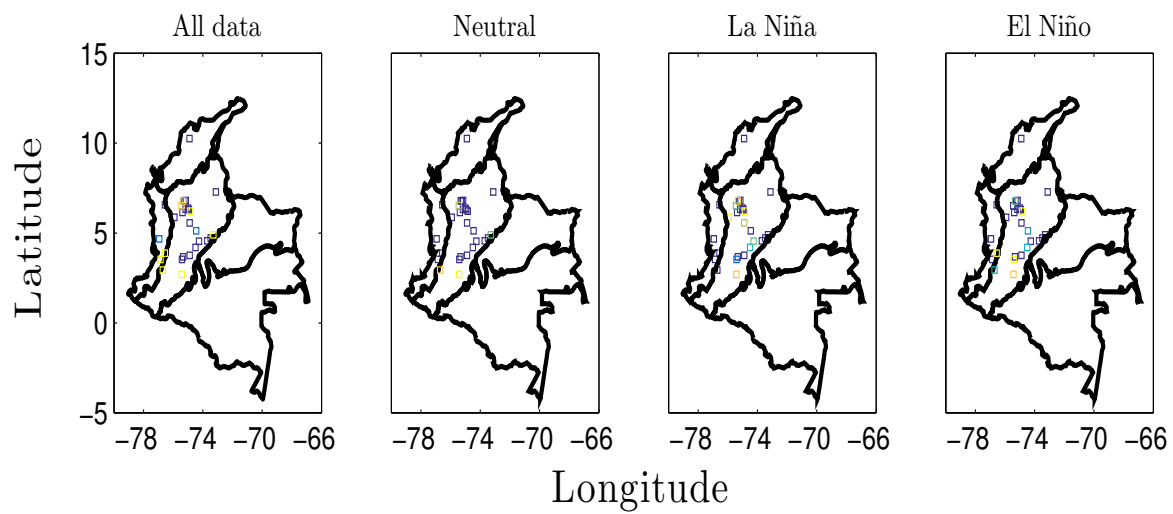 All data Neutral La Niña El Niño
15
10
5
0
−5
−78 −74 −70 −66 −78 −74 −70 −66 −78 −74 −70 −66 −78 −74 −70 −66
Latitude
Longitude